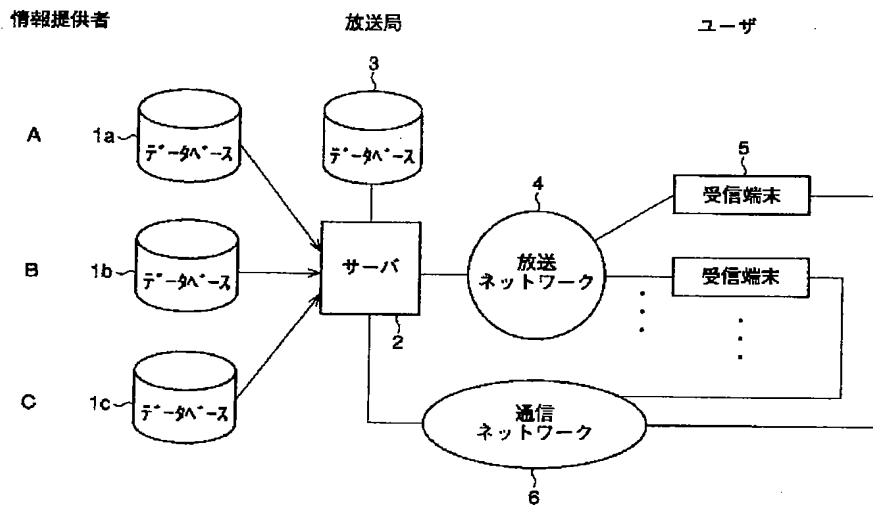 情報提供者
放送局
ユーザ
3
A
1a
データベース
データベース
5
受信端末
4
B
1b
データベース
サーバ
2
放送
ネットワーク
受信端末
C
1c
データベース
通信
ネットワーク
6